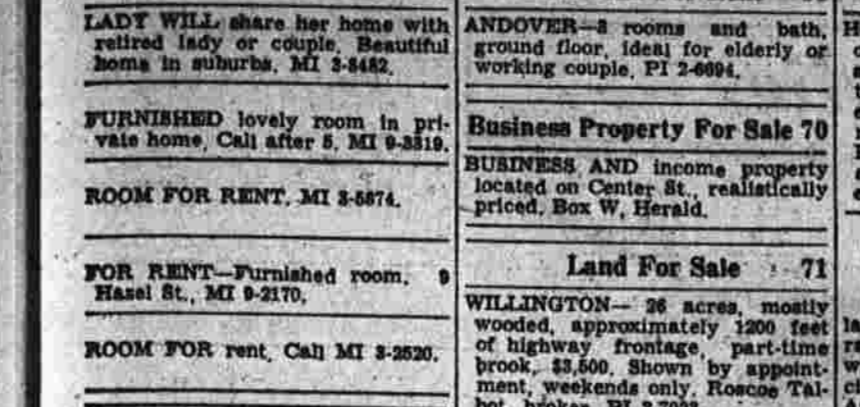 LADY WILL share her home with
retired lady or couple, Beautiful
home in suburbs, MI 3-8482.
FURNISHED lovely room in pri-
vate home, Call after 5, MI 9-3319.
ROOM FOR RENT. MI 3-5874.
FOR RENT—Furnished room. 9
Hazel St., MI 9-2170.
ROOM FOR rent, Call MI 3-2520.
ANDOVER—3 rooms and bath,
ground floor, ideal for elderly or
working couple, PI 2-6694.
Business Property For Sale 70
BUSINESS AND income property
located on Center St., realistically
priced. Box W, Herald.
Land For Sale 71
WILLINGTON— 26 acres, mostly
wooded, approximately 1200 feet
of highway frontage, part-time
brook, $3,500. Shown by appoint-
ment, weekends only. Roscoe Tal-